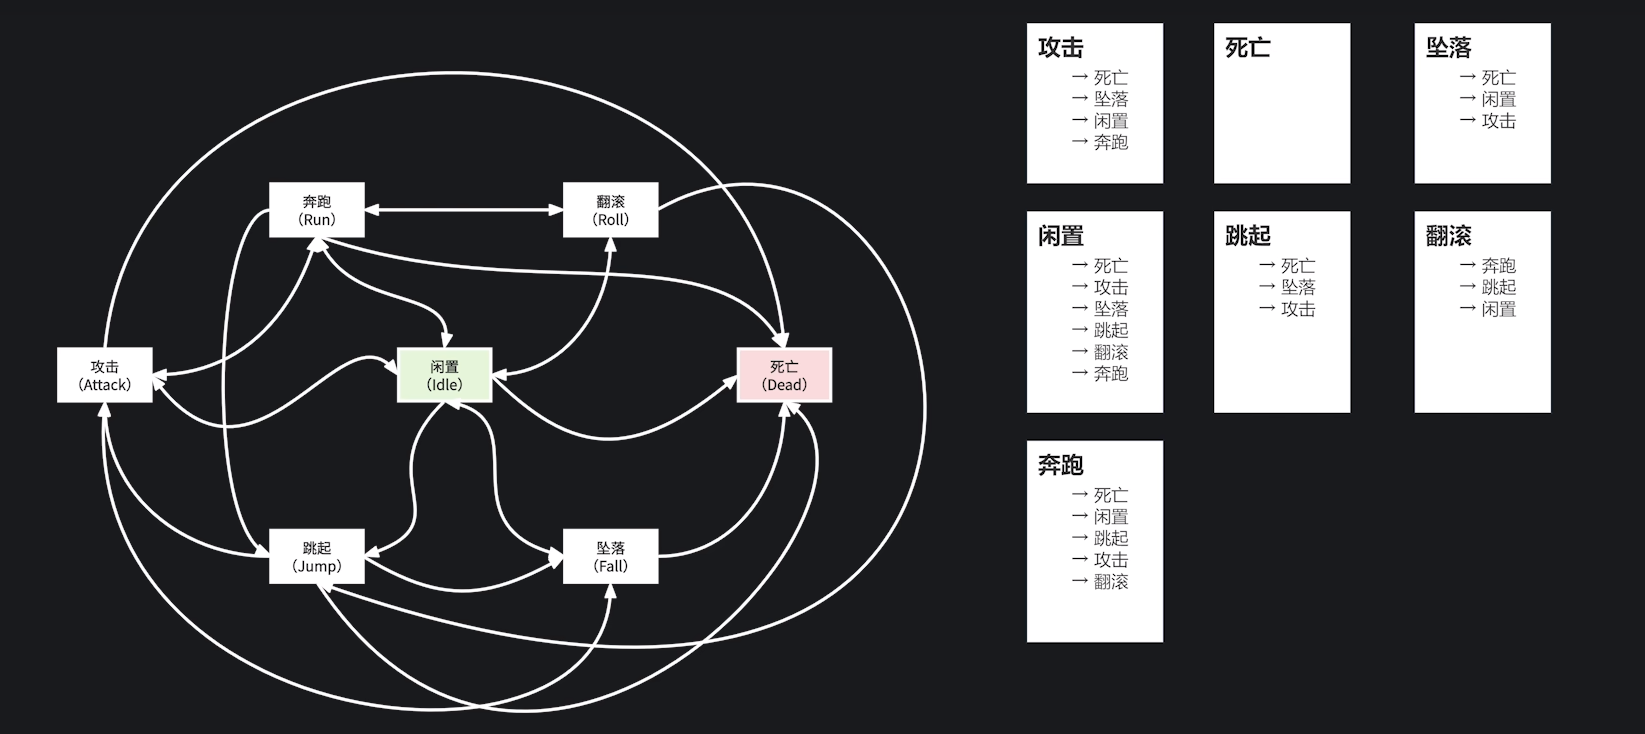 奔跑
（Run）
翻滚
（Roll）
攻击
（Attack）
闲置
（Idle）
死亡
（Dead）
跳起
（Jump）
坠落
（Fall）
攻击
→ 死亡
→ 坠落
→ 闲置
→ 奔跑
死亡
坠落
→ 死亡
→ 闲置
→ 攻击
闲置
→ 死亡
→ 攻击
→ 坠落
→ 跳起
→ 翻滚
→ 奔跑
跳起
→ 死亡
→ 坠落
→ 攻击
翻滚
→ 奔跑
→ 跳起
→ 闲置
奔跑
→ 死亡
→ 闲置
→ 跳起
→ 攻击
→ 翻滚